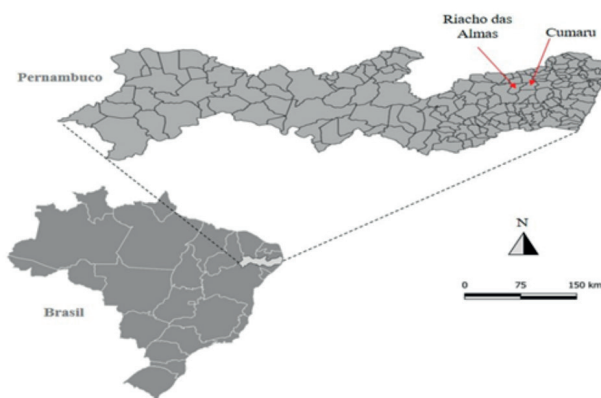 Riacho das
Almas
Cumaru
Pernambuco
N
Brasil
0 75 150 km